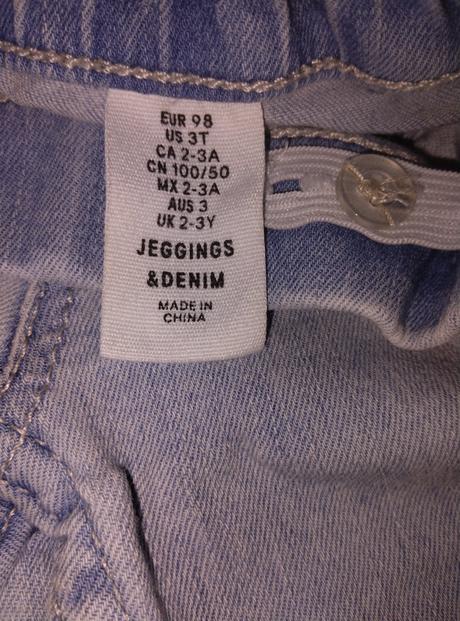 EUR 98
US 3T
CA 2-3A
CN 100/50
MX 2-3A
AUS 3
UK 2-3Y
JEGGINGS
&DENIM
MADE IN
CHINA